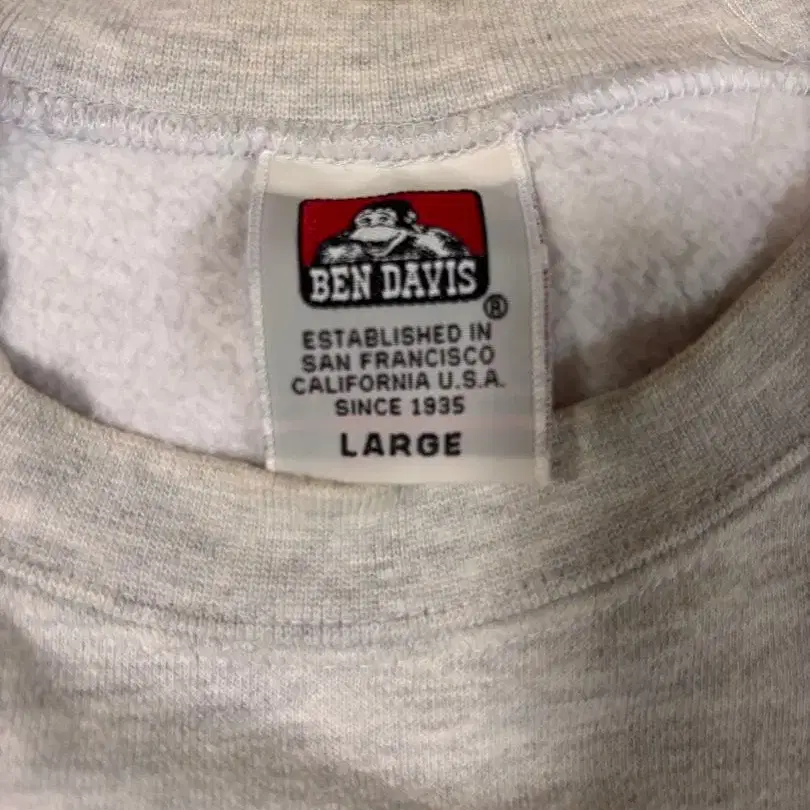 BEN DAVIS
®
ESTABLISHED IN
SAN FRANCISCO
CALIFORNIA U.S.A.
SINCE 1935
LARGE